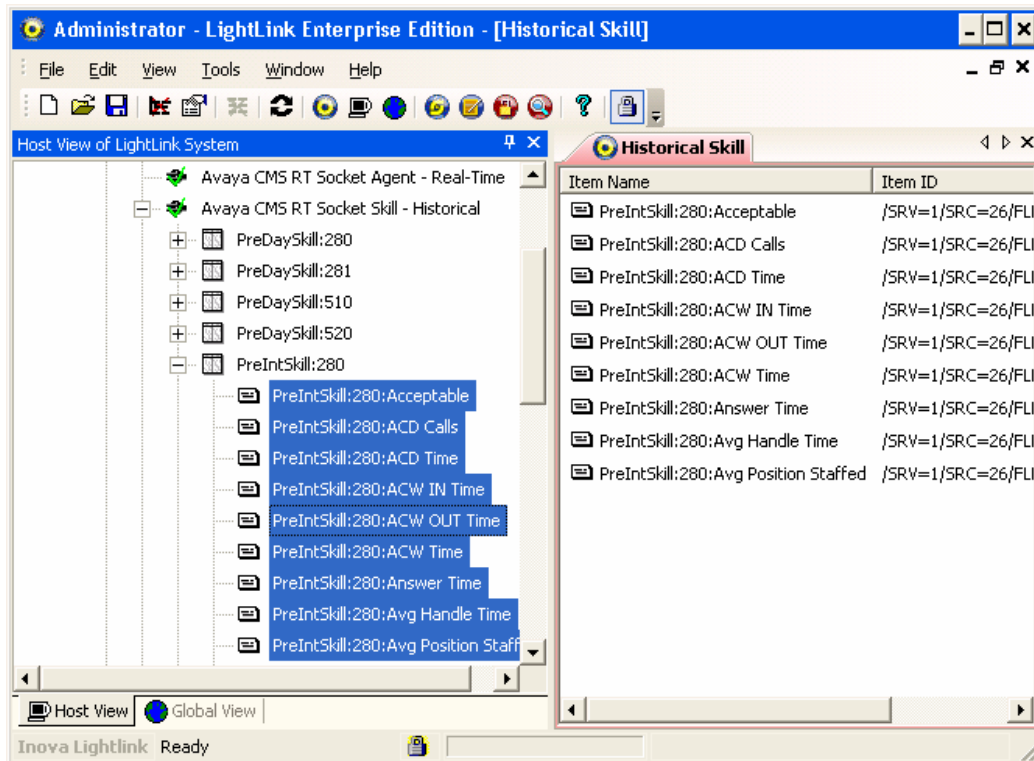 Administrator - LightLink Enterprise Edition - [Historical Skill]
File Edit View Tools Window Help
Host View of LightLink System
Avaya CMS RT Socket Agent - Real-Time
Avaya CMS RT Socket Skill - Historical
PreDaySkill:280
PreDaySkill:281
PreDaySkill:510
PreDaySkill:520
PreIntSkill:280
PreIntSkill:280:Acceptable
PreIntSkill:280:ACD Calls
PreIntSkill:280:ACD Time
PreIntSkill:280:ACW IN Time
PreIntSkill:280:ACW OUT Time
PreIntSkill:280:ACW Time
PreIntSkill:280:Answer Time
PreIntSkill:280:Avg Handle Time
PreIntSkill:280:Avg Position Staff
Host View Global View
Historical Skill
Item Name Item ID
PreIntSkill:280:Acceptable /SRV=1/SRC=26/FLI
PreIntSkill:280:ACD Calls /SRV=1/SRC=26/FLI
PreIntSkill:280:ACD Time /SRV=1/SRC=26/FLI
PreIntSkill:280:ACW IN Time /SRV=1/SRC=26/FLI
PreIntSkill:280:ACW OUT Time /SRV=1/SRC=26/FLI
PreIntSkill:280:ACW Time /SRV=1/SRC=26/FLI
PreIntSkill:280:Answer Time /SRV=1/SRC=26/FLI
PreIntSkill:280:Avg Handle Time /SRV=1/SRC=26/FLI
PreIntSkill:280:Avg Position Staffed /SRV=1/SRC=26/FLI
Inova Lightlink Ready